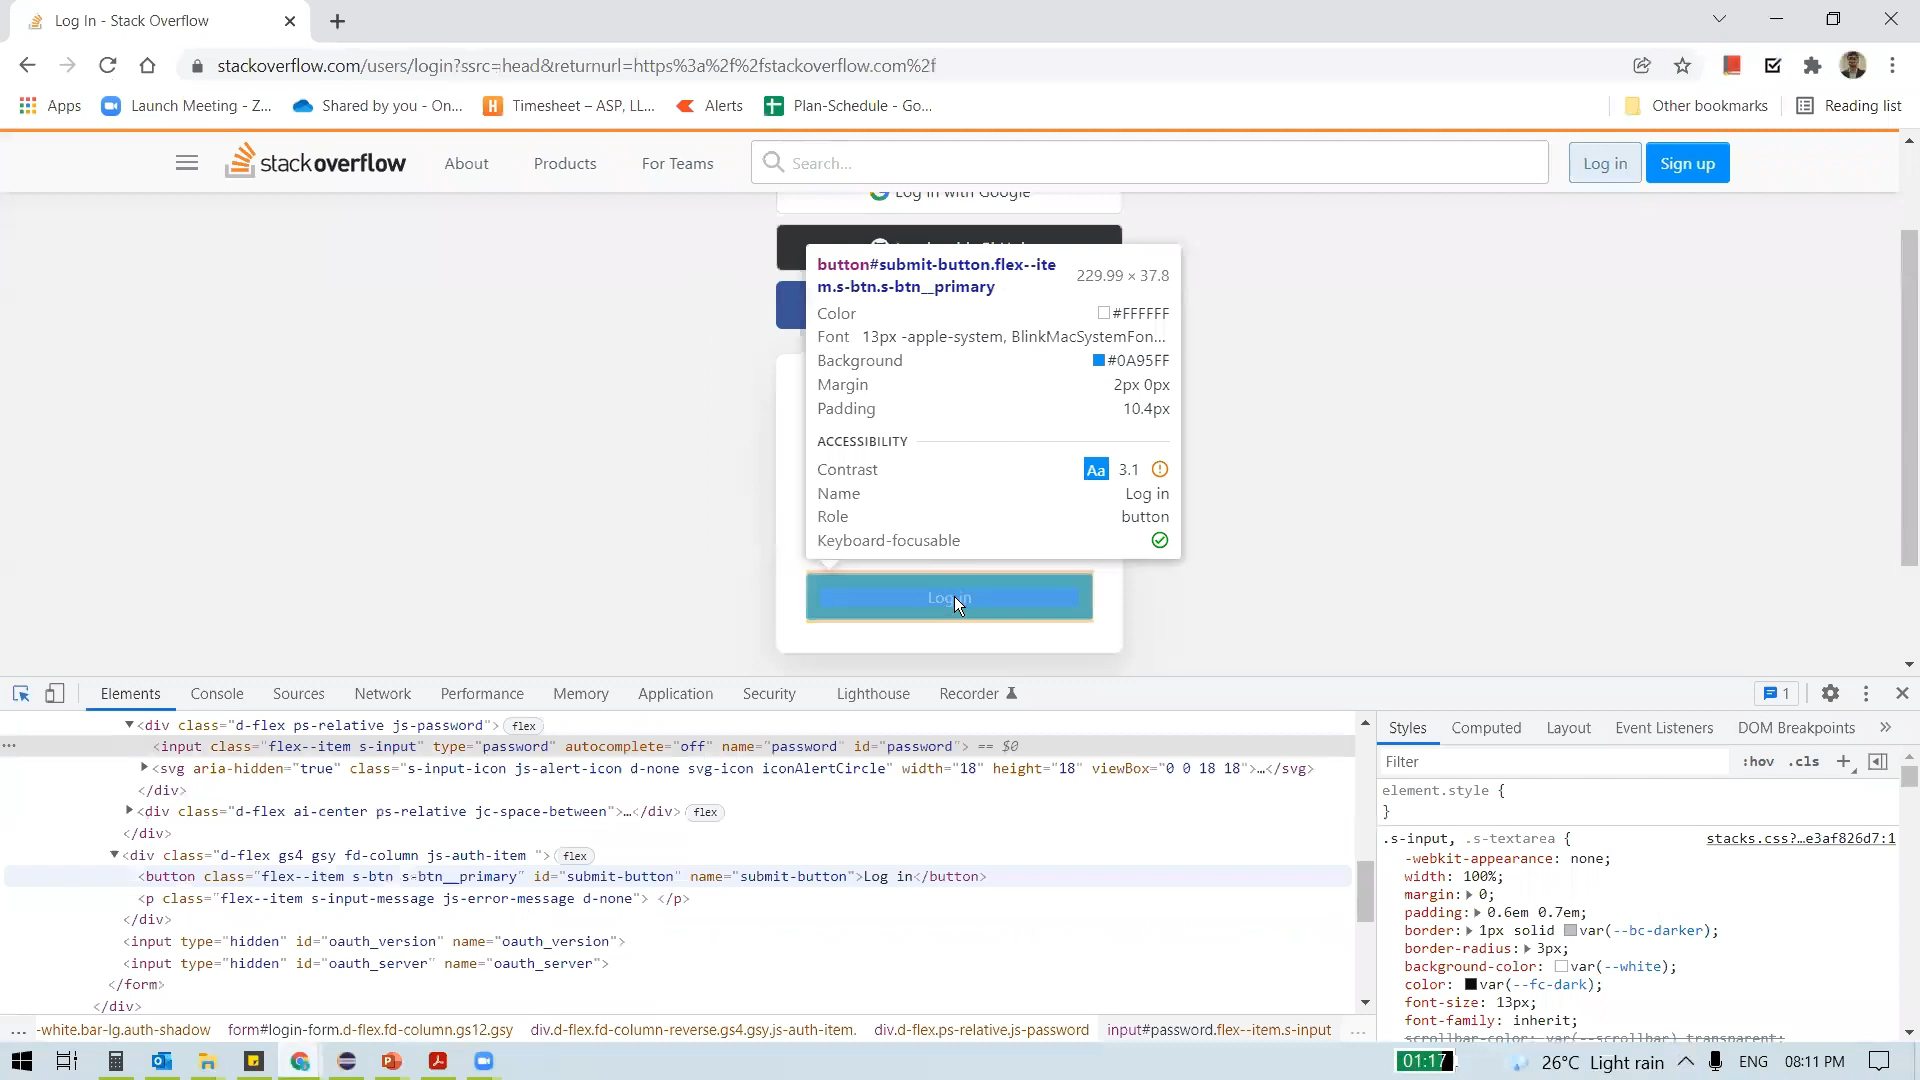 Log In - Stack Overflow
stackoverflow.com/users/login?ssrc=head&returnurl=https%3a%2f%2fstackoverflow.com%2f
Apps
Launch Meeting - Z...
Shared by you - On...
Timesheet – ASP, LL...
Alerts
Plan-Schedule - Go...
Other bookmarks
Reading list
stackoverflow
About
Products
For Teams
Search...
Log in
Sign up
Log in with Google
button#submit-button.flex--ite
m.s-btn.s-btn__primary
229.99 × 37.8
Color #FFFFFF
Font 13px -apple-system, BlinkMacSystemFon...
Background #0A95FF
Margin 2px 0px
Padding 10.4px
ACCESSIBILITY
Contrast Aa 3.1
Name Log in
Role button
Keyboard-focusable
Log in
Elements
Console
Sources
Network
Performance
Memory
Application
Security
Lighthouse
Recorder
1
<div class="d-flex ps-relative js-password"> flex
... <input class="flex--item s-input" type="password" autocomplete="off" name="password" id="password"> == $0
<svg aria-hidden="true" class="s-input-icon js-alert-icon d-none svg-icon iconAlertCircle" width="18" height="18" viewBox="0 0 18 18">…</svg>
</div>
<div class="d-flex ai-center ps-relative jc-space-between">…</div> flex
</div>
<div class="d-flex gs4 gsy fd-column js-auth-item "> flex
<button class="flex--item s-btn s-btn__primary" id="submit-button" name="submit-button">Log in</button>
<p class="flex--item s-input-message js-error-message d-none"> </p>
</div>
<input type="hidden" id="oauth_version" name="oauth_version">
<input type="hidden" id="oauth_server" name="oauth_server">
</form>
</div>
... -white.bar-lg.auth-shadow form#login-form.d-flex.fd-column.gs12.gsy div.d-flex.fd-column-reverse.gs4.gsy.js-auth-item. div.d-flex.ps-relative.js-password input#password.flex--item.s-input ...
Styles
Computed
Layout
Event Listeners
DOM Breakpoints
»
Filter
:hov .cls +
element.style {
}
.s-input, .s-textarea { stacks.css?…e3af826d7:1
-webkit-appearance: none;
width: 100%;
margin: 0;
padding: 0.6em 0.7em;
border: 1px solid var(--bc-darker);
border-radius: 3px;
background-color: var(--white);
color: var(--fc-dark);
font-size: 13px;
font-family: inherit;
scrollbar-color: var(--scrollbar) transparent;
01:17
26°C Light rain
ENG
08:11 PM